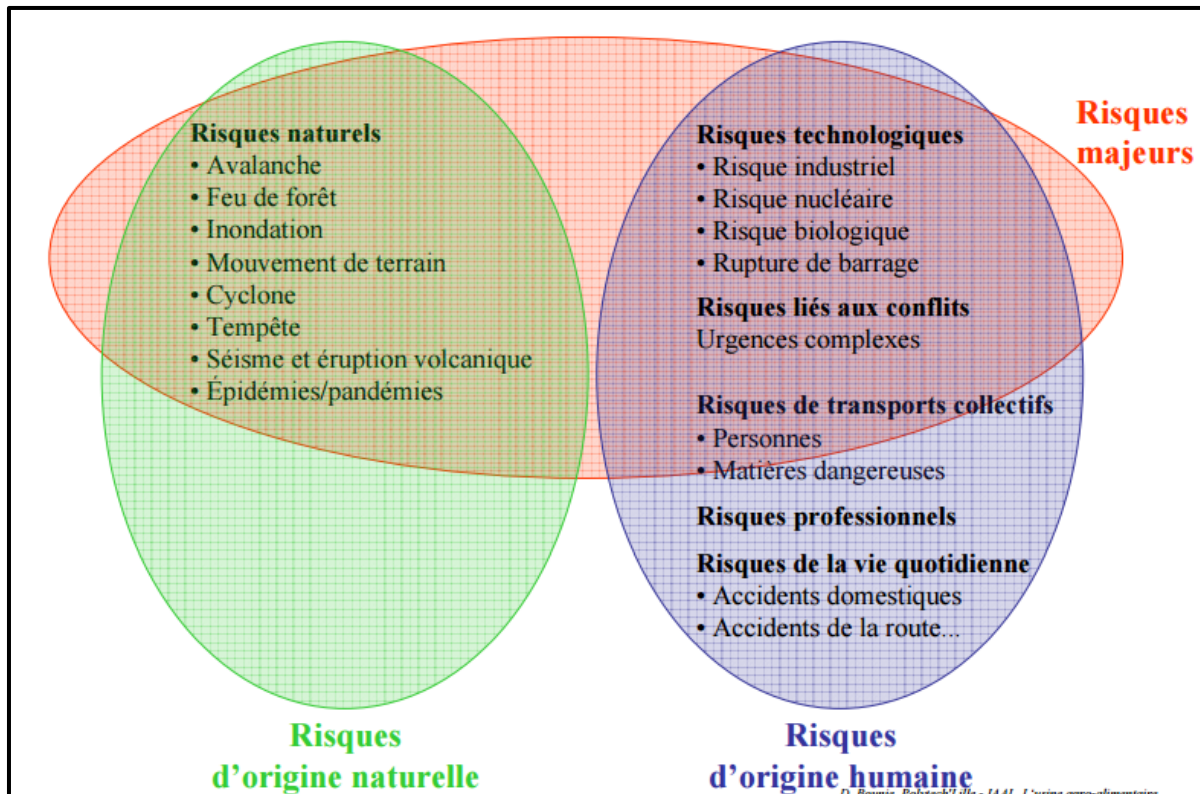 Risques
majeurs
Risques naturels
• Avalanche
• Feu de forêt
• Inondation
• Mouvement de terrain
• Cyclone
• Tempête
• Séisme et éruption volcanique
• Épidémies/pandémies
Risques technologiques
• Risque industriel
• Risque nucléaire
• Risque biologique
• Rupture de barrage
Risques liés aux conflits
Urgences complexes
Risques de transports collectifs
• Personnes
• Matières dangereuses
Risques professionnels
Risques de la vie quotidienne
• Accidents domestiques
• Accidents de la route...
Risques
d'origine naturelle
Risques
d'origine humaine